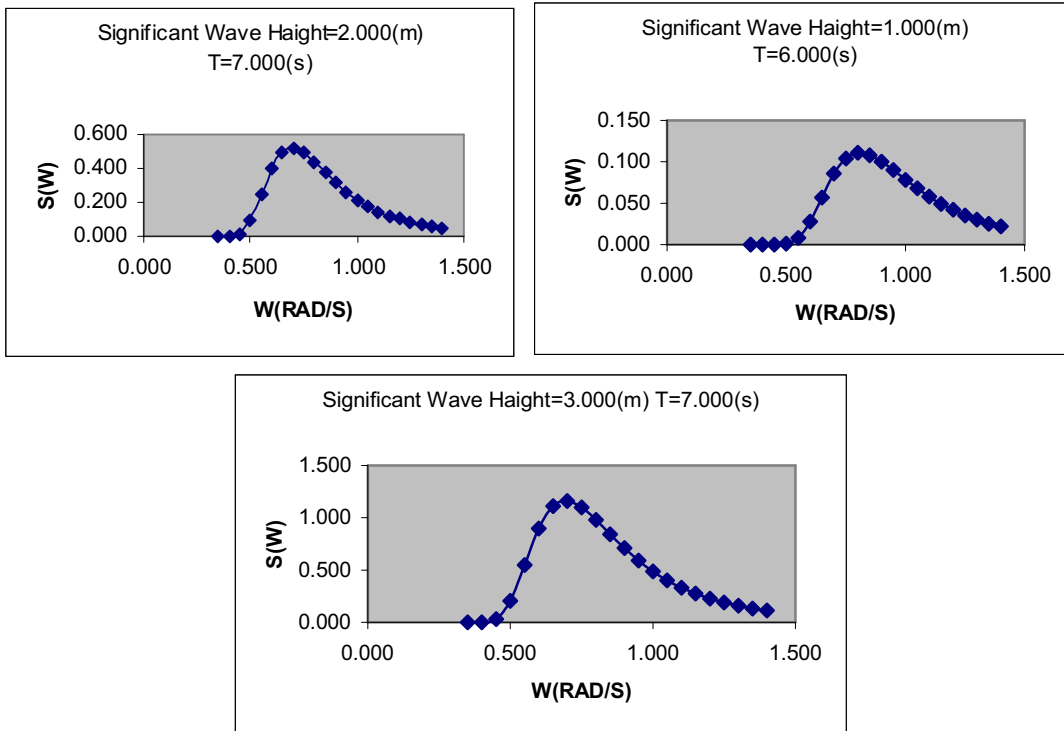 Significant Wave Haight=2.000(m)
T=7.000(s)
0.600
0.400
0.200
0.000
S(W)
0.000 0.500 1.000 1.500
W(RAD/S)
Significant Wave Haight=1.000(m)
T=6.000(s)
0.150
0.100
0.050
0.000
S(W)
0.000 0.500 1.000 1.500
W(RAD/S)
Significant Wave Haight=3.000(m) T=7.000(s)
1.500
1.000
0.500
0.000
S(W)
0.000 0.500 1.000 1.500
W(RAD/S)